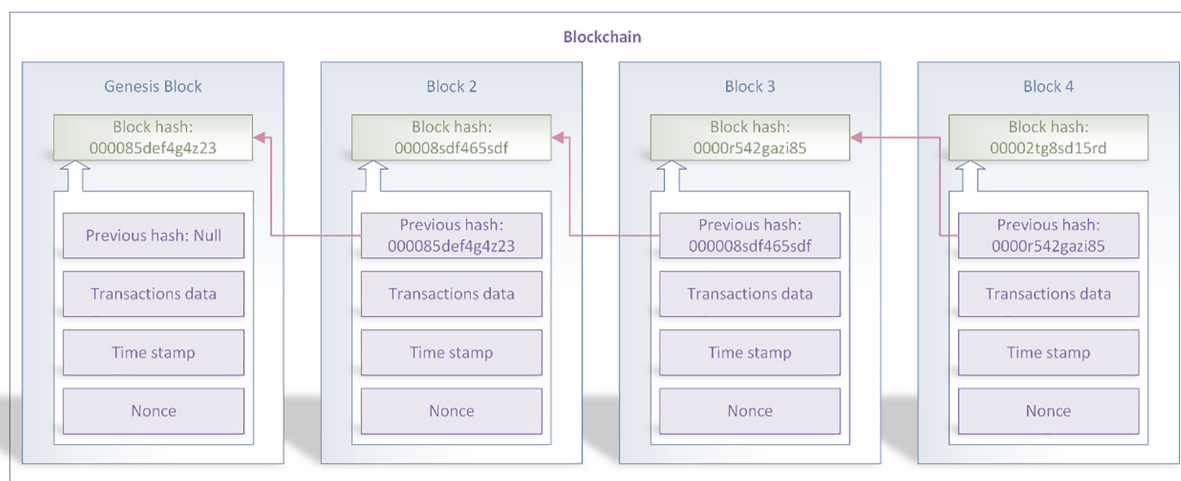 Blockchain
Genesis Block
Block hash:
000085def4g4z23
Previous hash: Null
Transactions data
Time stamp
Nonce
Block 2
Block hash:
00008sdf465sdf
Previous hash:
000085def4g4z23
Transactions data
Time stamp
Nonce
Block 3
Block hash:
0000r542gazi85
Previous hash:
000008sdf465sdf
Transactions data
Time stamp
Nonce
Block 4
Block hash:
00002tg8sd15rd
Previous hash:
0000r542gazi85
Transactions data
Time stamp
Nonce